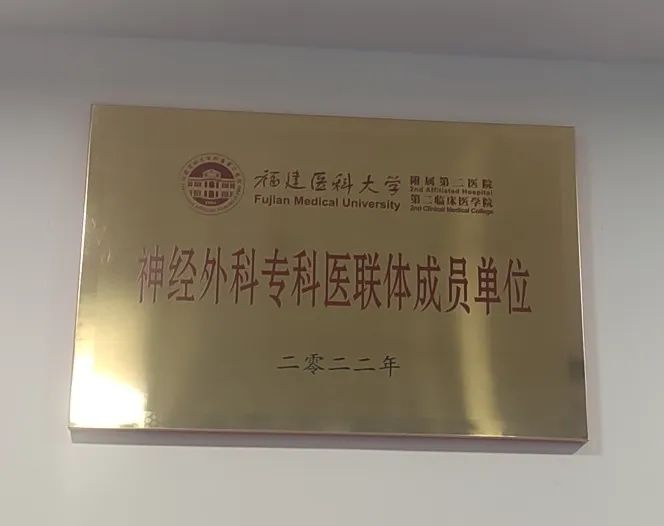 福建医科大学
Fujian Medical University
附属第二医院
2nd Affiliated Hospital
第二临床医学院
2nd Clinical Medical College
神经外科专科医联体成员单位
二零二二年